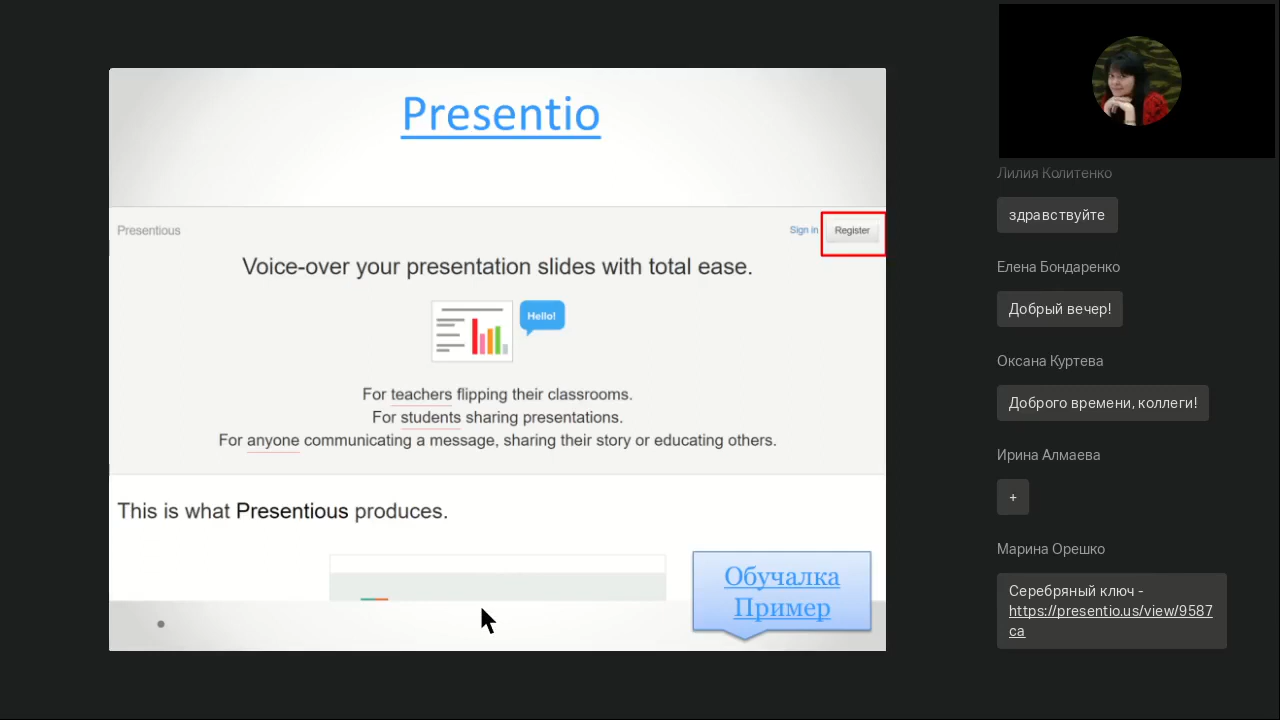 Presentio
Presentious
Sign in
Register
Voice-over your presentation slides with total ease.
Hello!
For teachers flipping their classrooms.
For students sharing presentations.
For anyone communicating a message, sharing their story or educating others.
This is what Presentious produces.
Обучалка
Пример
Лилия Колитенко
здравствуйте
Елена Бондаренко
Добрый вечер!
Оксана Куртева
Доброго времени, коллеги!
Ирина Алмаева
+
Марина Орешко
Серебряный ключ -
https://presentio.us/view/9587
ca